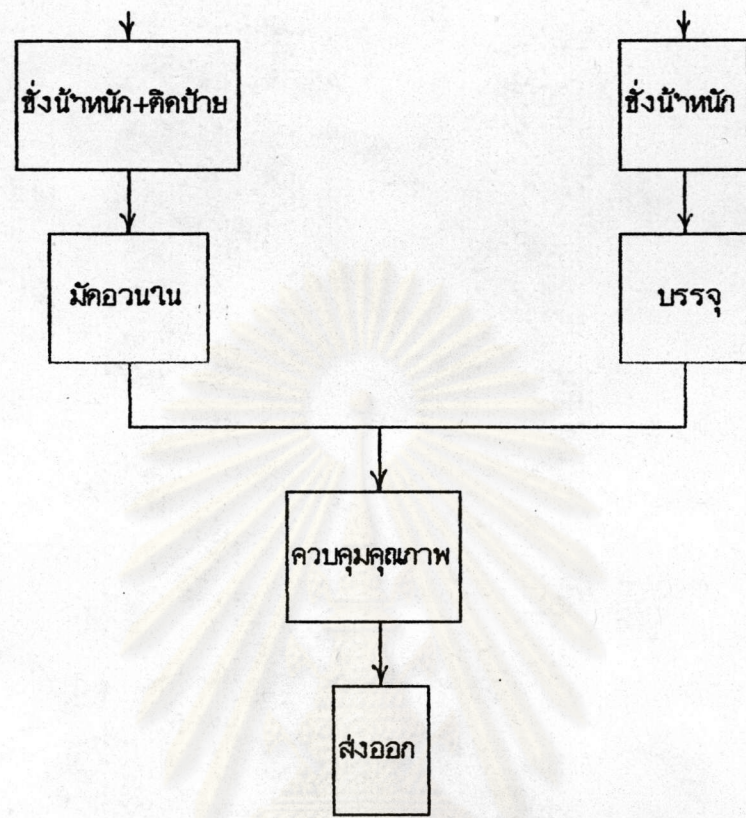 ชั่งน้ำหนัก+ติดป้าย
ชั่งน้ำหนัก
มัดอวนใน
บรรจุ
ควบคุมคุณภาพ
ส่งออก